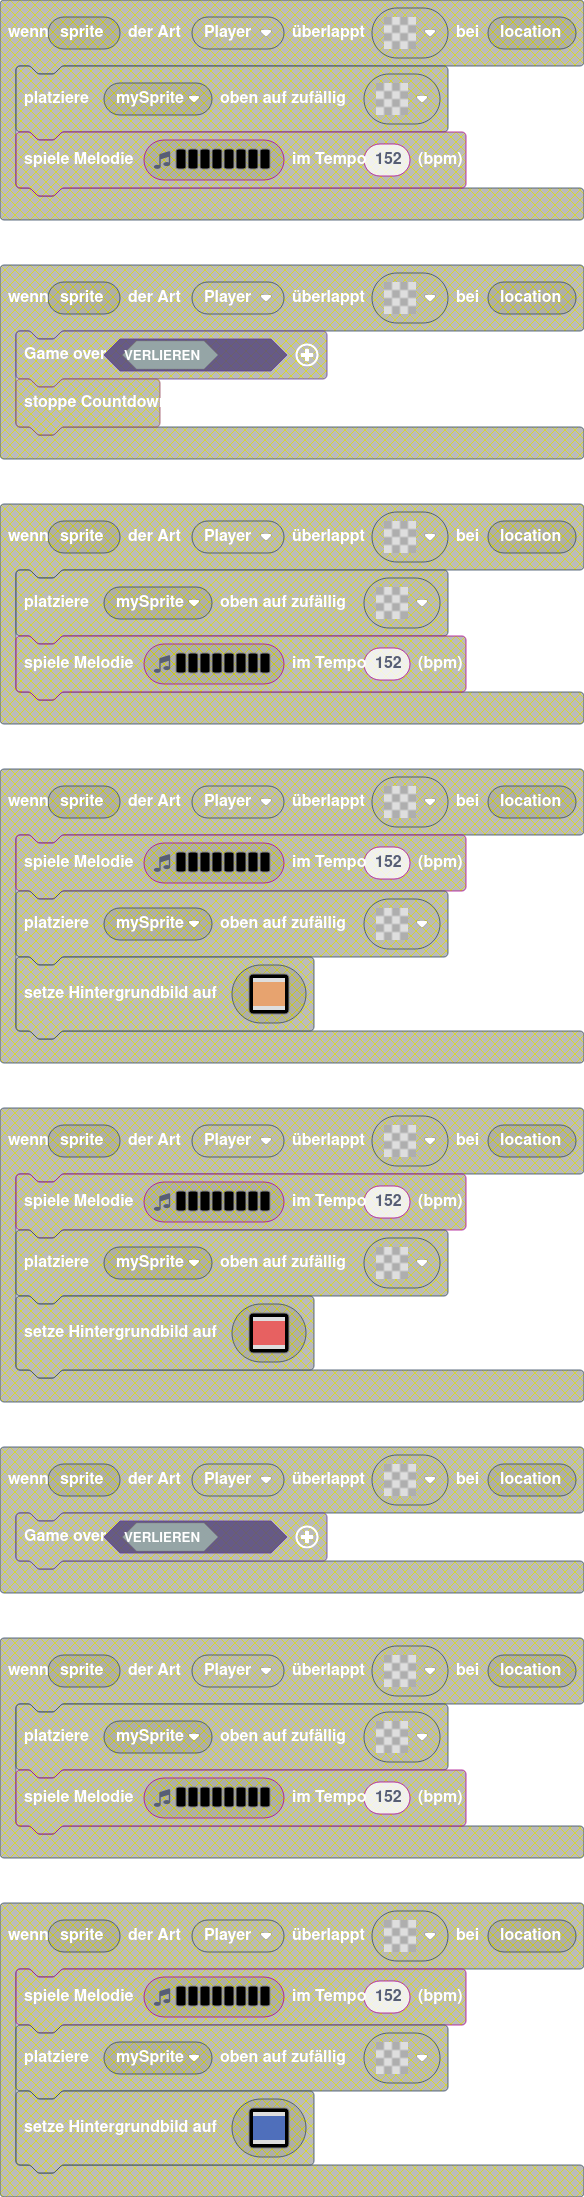 wenn sprite der Art Player überlappt bei location
platziere mySprite oben auf zufällig
spiele Melodie im Tempo 152 (bpm)
wenn sprite der Art Player überlappt bei location
Game over VERLIEREN
stoppe Countdown
wenn sprite der Art Player überlappt bei location
platziere mySprite oben auf zufällig
spiele Melodie im Tempo 152 (bpm)
wenn sprite der Art Player überlappt bei location
spiele Melodie im Tempo 152 (bpm)
platziere mySprite oben auf zufällig
setze Hintergrundbild auf
wenn sprite der Art Player überlappt bei location
spiele Melodie im Tempo 152 (bpm)
platziere mySprite oben auf zufällig
setze Hintergrundbild auf
wenn sprite der Art Player überlappt bei location
Game over VERLIEREN
wenn sprite der Art Player überlappt bei location
platziere mySprite oben auf zufällig
spiele Melodie im Tempo 152 (bpm)
wenn sprite der Art Player überlappt bei location
spiele Melodie im Tempo 152 (bpm)
platziere mySprite oben auf zufällig
setze Hintergrundbild auf